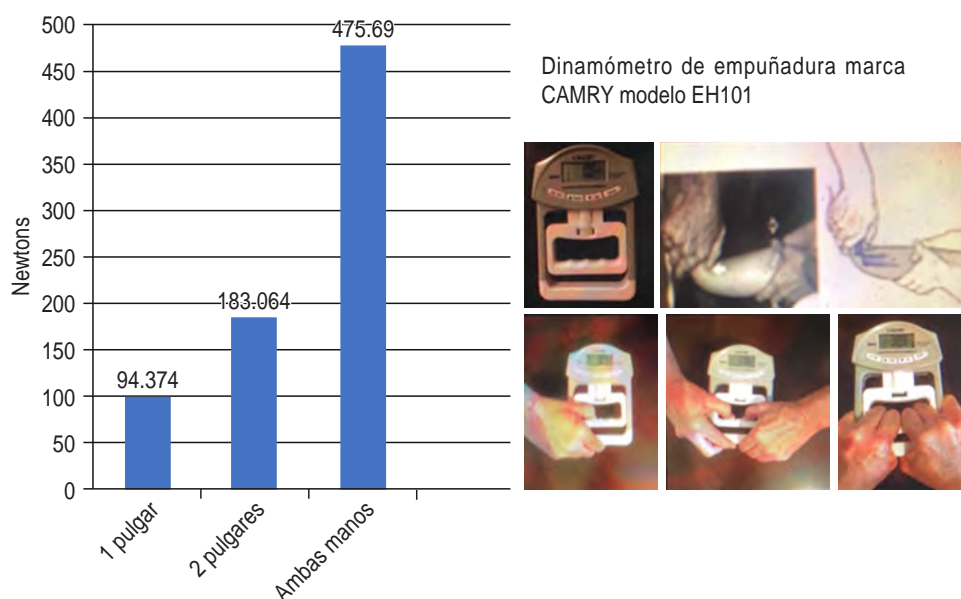 500
450
400
350
300
250
200
150
100
50
0
Newtons
94.374
183.064
475.69
1 pulgar
2 pulgares
Ambas manos
Dinamómetro de empuñadura marca
CAMRY modelo EH101